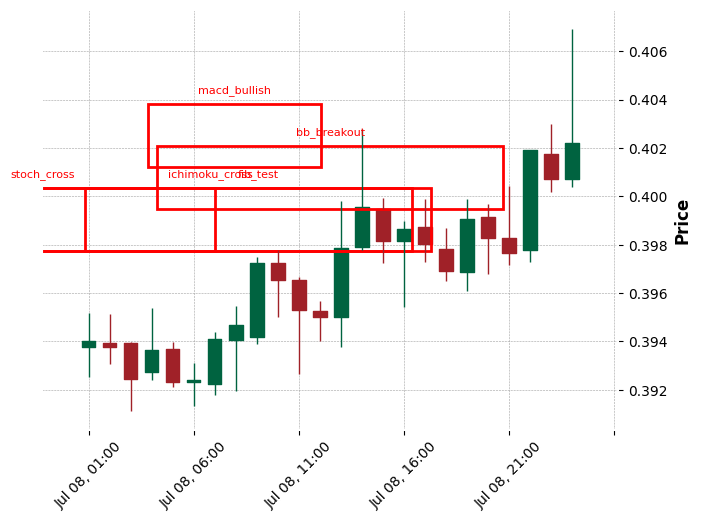 macd_bullish
bb_breakout
stoch_cross
ichimoku_cross
fib_test
0.406
0.404
0.402
0.400
0.398
0.396
0.394
0.392
Price
Jul 08, 01:00
Jul 08, 06:00
Jul 08, 11:00
Jul 08, 16:00
Jul 08, 21:00